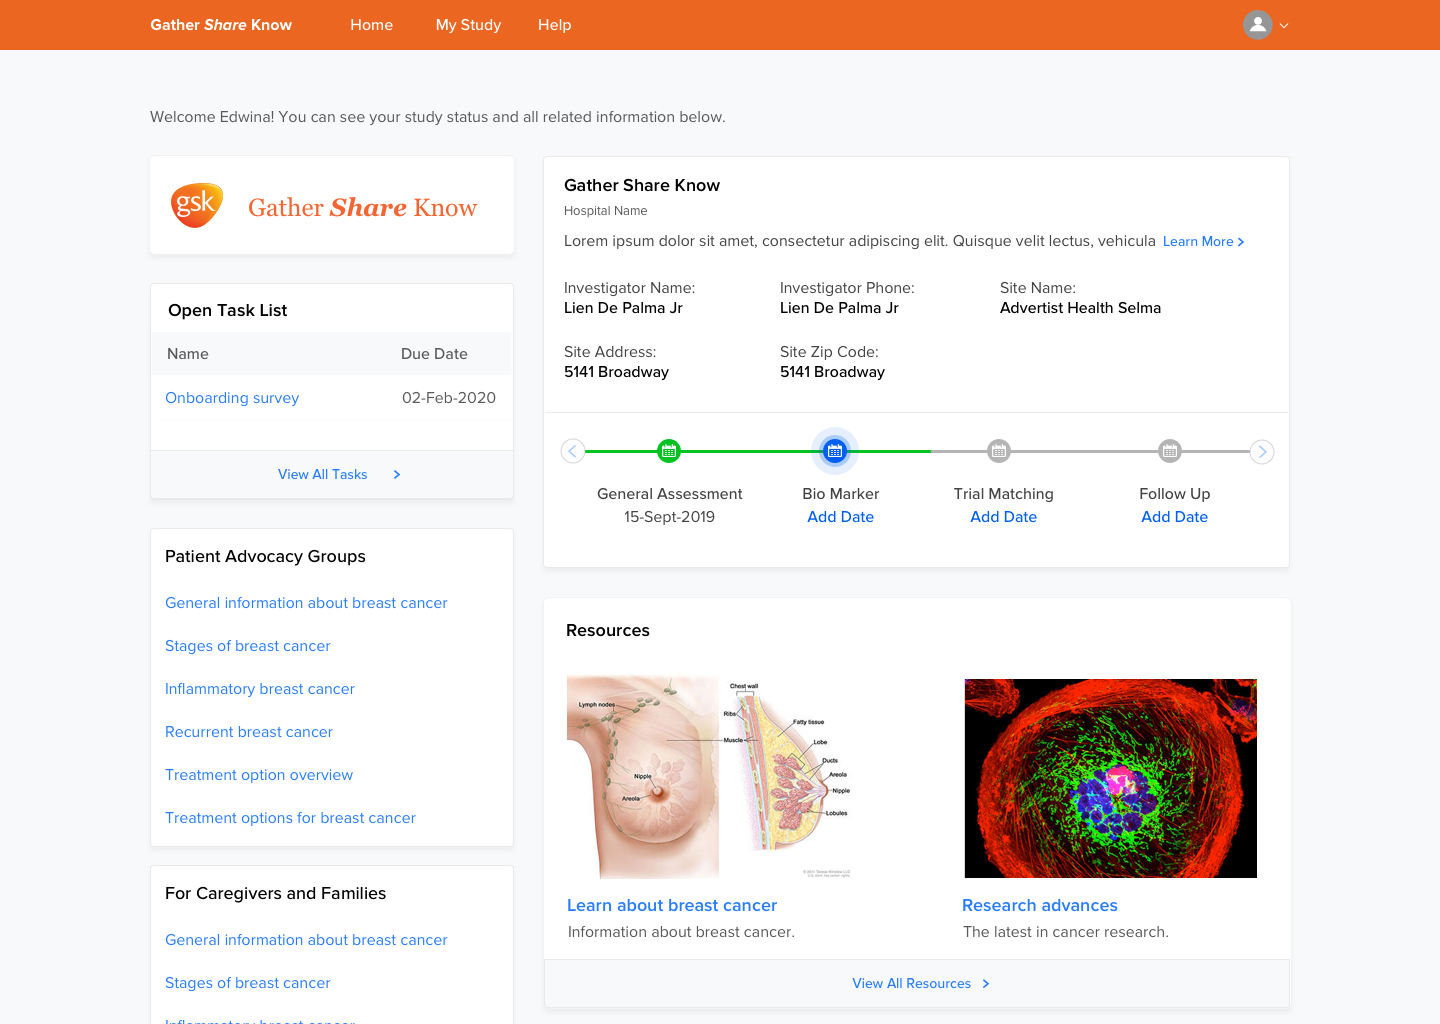 Gather Share Know
Home
My Study
Help
Welcome Edwina! You can see your study status and all related information below.
gsk
Gather Share Know
Open Task List
Name
Due Date
Onboarding survey
02-Feb-2020
View All Tasks
Patient Advocacy Groups
General information about breast cancer
Stages of breast cancer
Inflammatory breast cancer
Recurrent breast cancer
Treatment option overview
Treatment options for breast cancer
For Caregivers and Families
General information about breast cancer
Stages of breast cancer
Inflammatory breast cancer
Gather Share Know
Hospital Name
Lorem ipsum dolor sit amet, consectetur adipiscing elit. Quisque velit lectus, vehicula Learn More
Investigator Name:
Lien De Palma Jr
Investigator Phone:
Lien De Palma Jr
Site Name:
Advertist Health Selma
Site Address:
5141 Broadway
Site Zip Code:
5141 Broadway
General Assessment
15-Sept-2019
Bio Marker
Add Date
Trial Matching
Add Date
Follow Up
Add Date
Resources
Lymph nodes
Nipple
Areola
Chest wall
Ribs
Muscle
Fatty tissue
Lobe
Ducts
Areola
Nipple
Lobules
Learn about breast cancer
Information about breast cancer.
Research advances
The latest in cancer research.
View All Resources